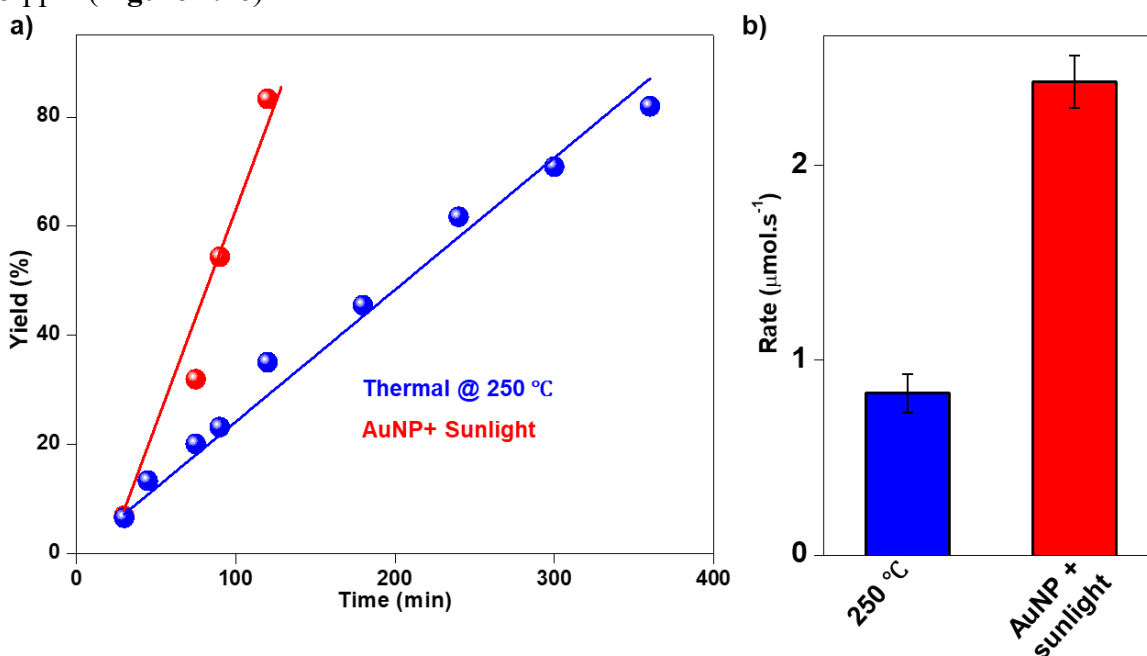 a)
80
60
40
20
0
Yield (%)
Thermal @ 250 °C
AuNP+ Sunlight
0 100 200 300 400
Time (min)
b)
2
1
0
Rate (μmol.s⁻¹)
250 °C
AuNP +
sunlight